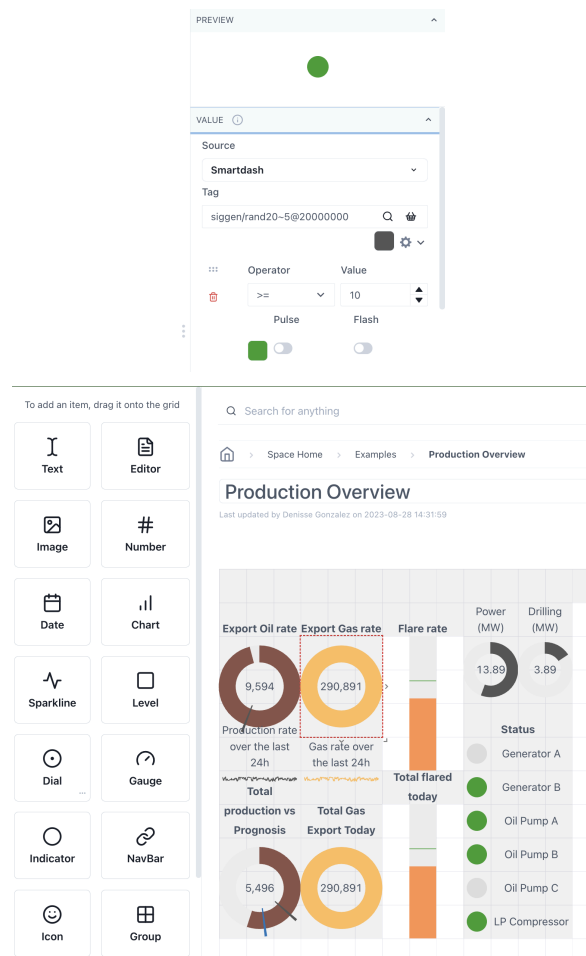 PREVIEW
VALUE
Source
Smartdash
Tag
siggen/rand20~5@20000000
Operator
Value
>=
10
Pulse
Flash
To add an item, drag it onto the grid
Text
Editor
Image
Number
Date
Chart
Sparkline
Level
Dial
Gauge
Indicator
NavBar
Icon
Group
Search for anything
Space Home > Examples > Production Overview
Production Overview
Last updated by Denisse Gonzalez on 2023-08-28 14:31:59
Export Oil rate
Export Gas rate
Flare rate
Power
(MW)
Drilling
(MW)
9,594
290,891
13.89
3.89
Production rate
over the last
24h
Gas rate over
the last 24h
Total flared
today
Total
production vs
Prognosis
Total Gas
Export Today
5,496
290,891
Status
Generator A
Generator B
Oil Pump A
Oil Pump B
Oil Pump C
LP Compressor